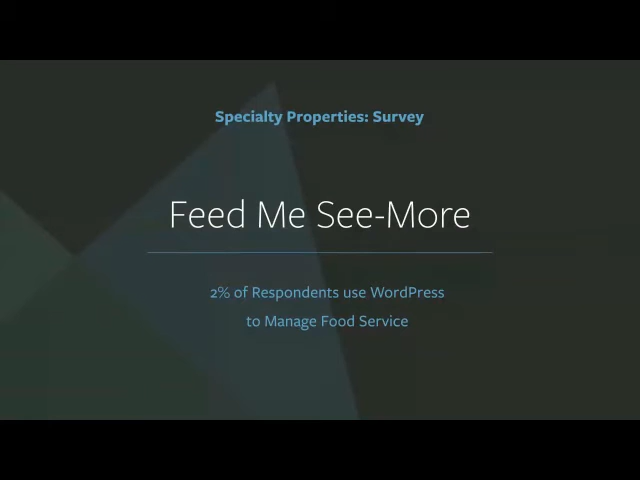 Specialty Properties: Survey
Feed Me See-More
2% of Respondents use WordPress
to Manage Food Service